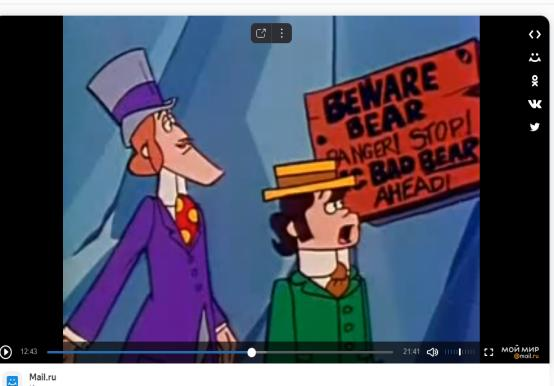 BEWARE
BEAR
DANGER! STOP!
BAD BEAR
AHEAD!
12:43
21:41
МОЙ МИР
@mail.ru
Mail.ru